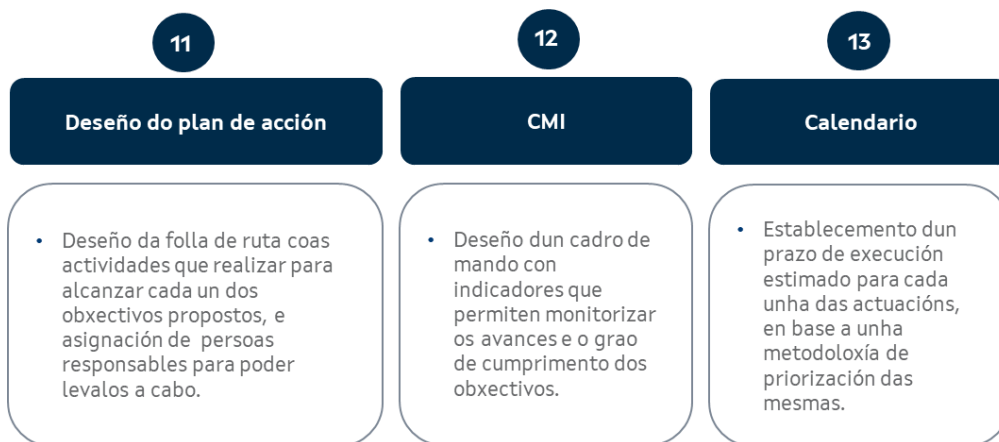 11
Deseño do plan de acción
• Deseño da folla de ruta coas
actividades que realizar para
alcanzar cada un dos
obxectivos propostos, e
asignación de persoas
responsables para poder
levalos a cabo.
12
CMI
• Deseño dun cadro de
mando con
indicadores que
permiten monitorizar
os avances e o grao
de cumprimento dos
obxectivos.
13
Calendario
• Establecemento dun
prazo de execución
estimado para cada
unha das actuacións,
en base a unha
metodoloxía de
priorización das
mesmas.